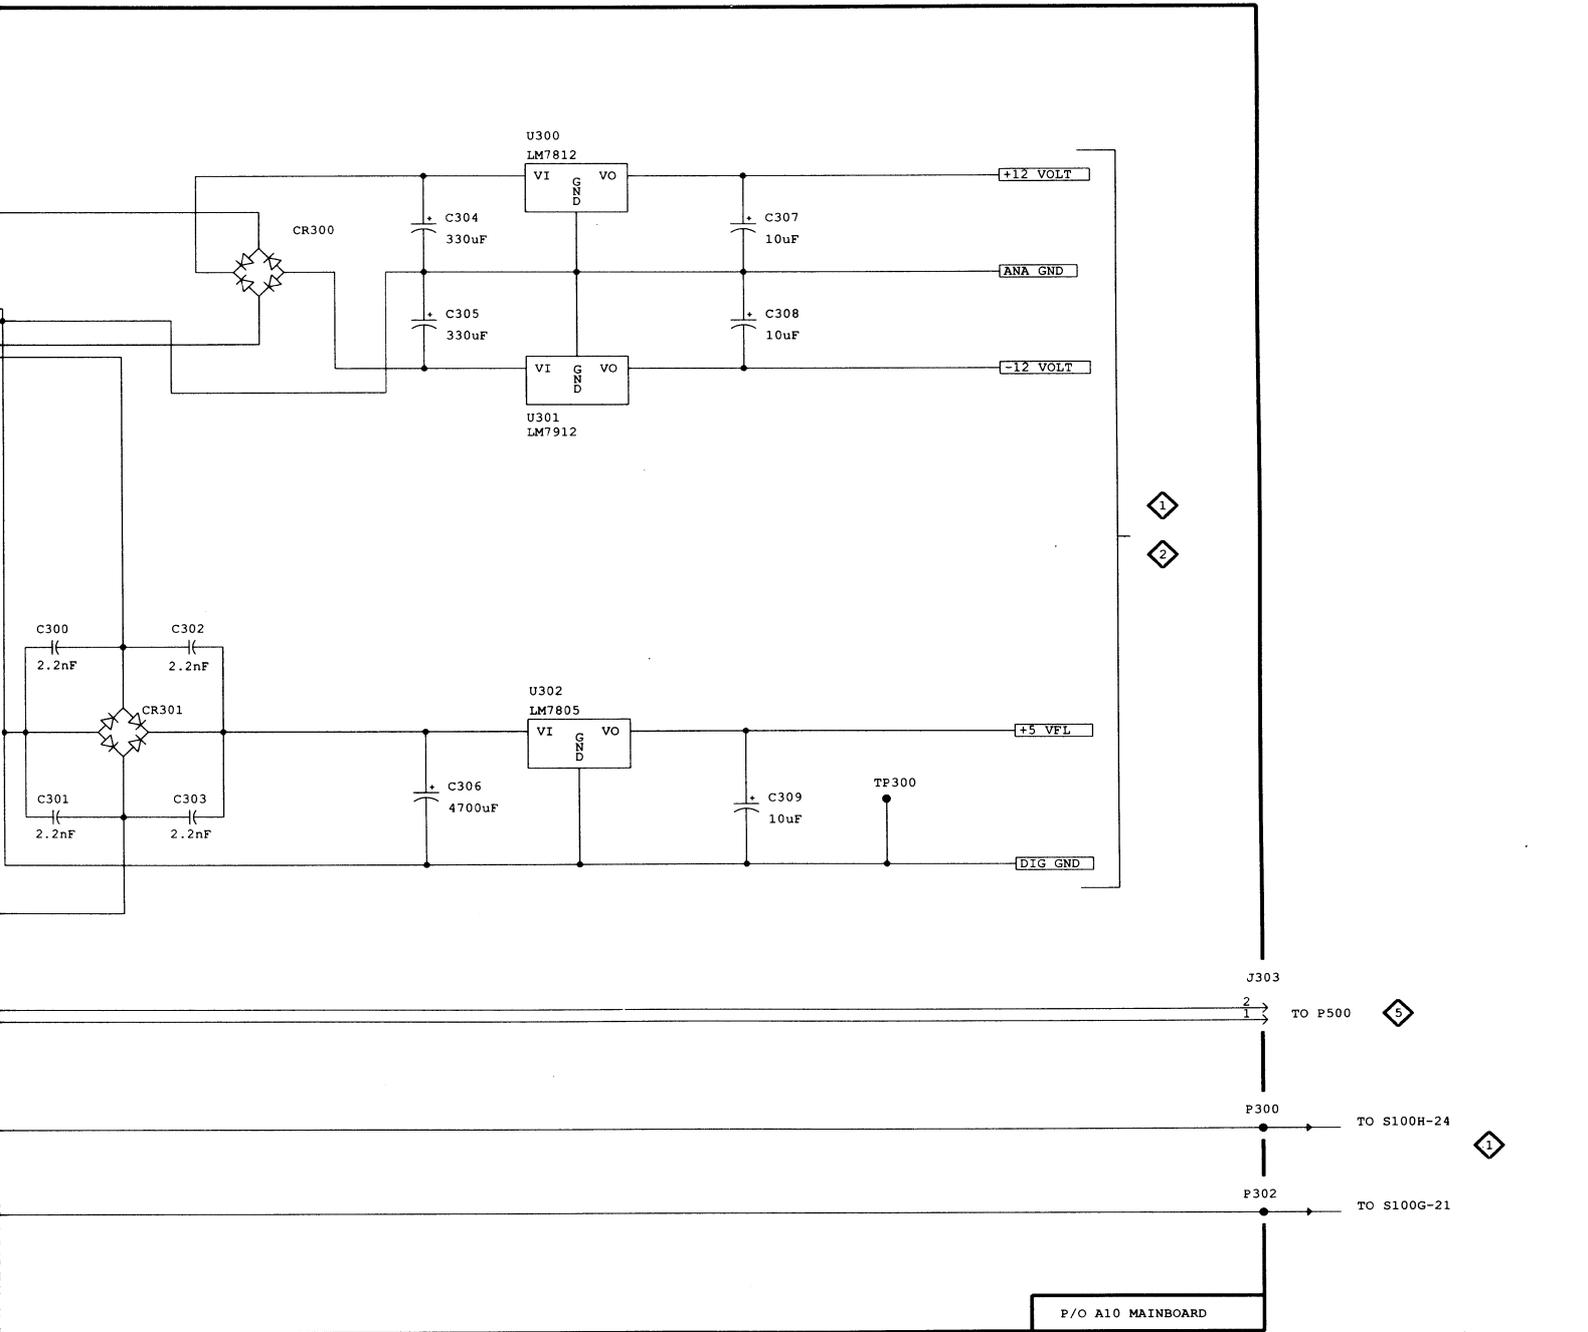 U300
LM7812
VI GND VO
+12 VOLT
CR300
C304
330uF
C307
10uF
ANA GND
C305
330uF
C308
10uF
VI GND VO
-12 VOLT
U301
LM7912
1
2
C300
2.2nF
C302
2.2nF
CR301
U302
LM7805
VI GND VO
+5 VFL
C301
2.2nF
C303
2.2nF
C306
4700uF
C309
10uF
TP300
DIG GND
J303
2
1
TO P500
5
P300
TO S100H-24
1
P302
TO S100G-21
P/O A10 MAINBOARD